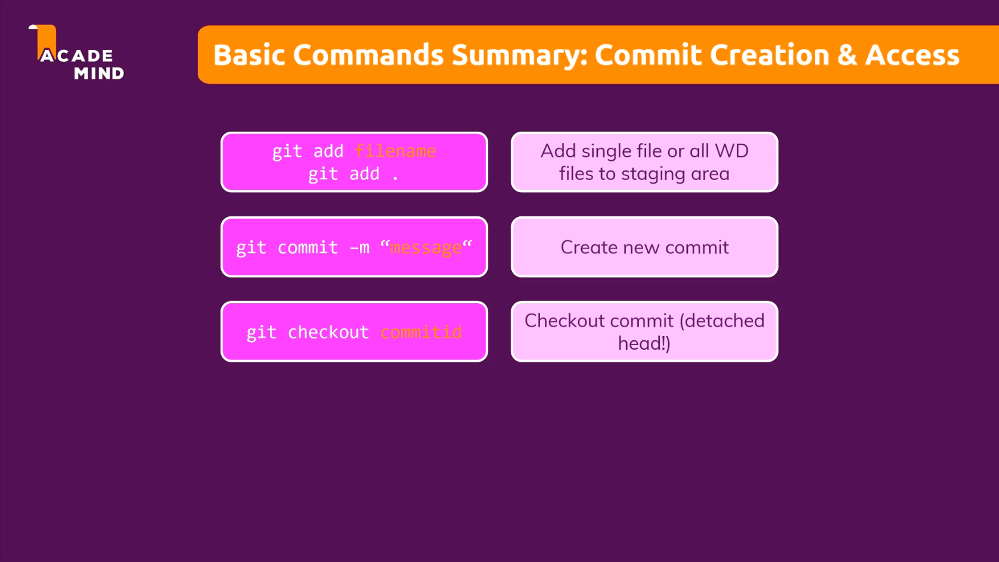 ACADE
MIND
Basic Commands Summary: Commit Creation & Access
git add filename
git add .
Add single file or all WD
files to staging area
git commit –m “message“
Create new commit
git checkout commitid
Checkout commit (detached
head!)